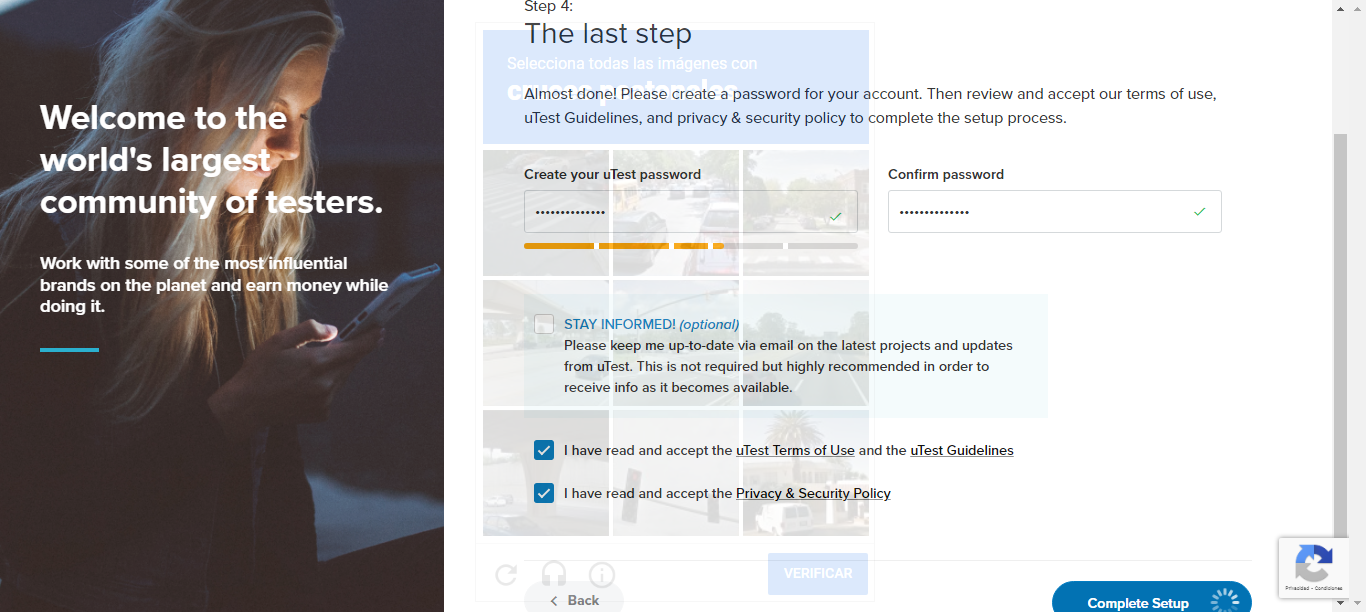 Welcome to the
world's largest
community of testers.
Work with some of the most influential
brands on the planet and earn money while
doing it.
Step 4:
The last step
Selecciona todas las imágenes con
cruces peatonales
Almost done! Please create a password for your account. Then review and accept our terms of use,
uTest Guidelines, and privacy & security policy to complete the setup process.
Create your uTest password
Confirm password
••••••••••••••
••••••••••••••
STAY INFORMED! (optional)
Please keep me up-to-date via email on the latest projects and updates
from uTest. This is not required but highly recommended in order to
receive info as it becomes available.
I have read and accept the uTest Terms of Use and the uTest Guidelines
I have read and accept the Privacy & Security Policy
VERIFICAR
Back
Complete Setup
Privacidad - Condiciones